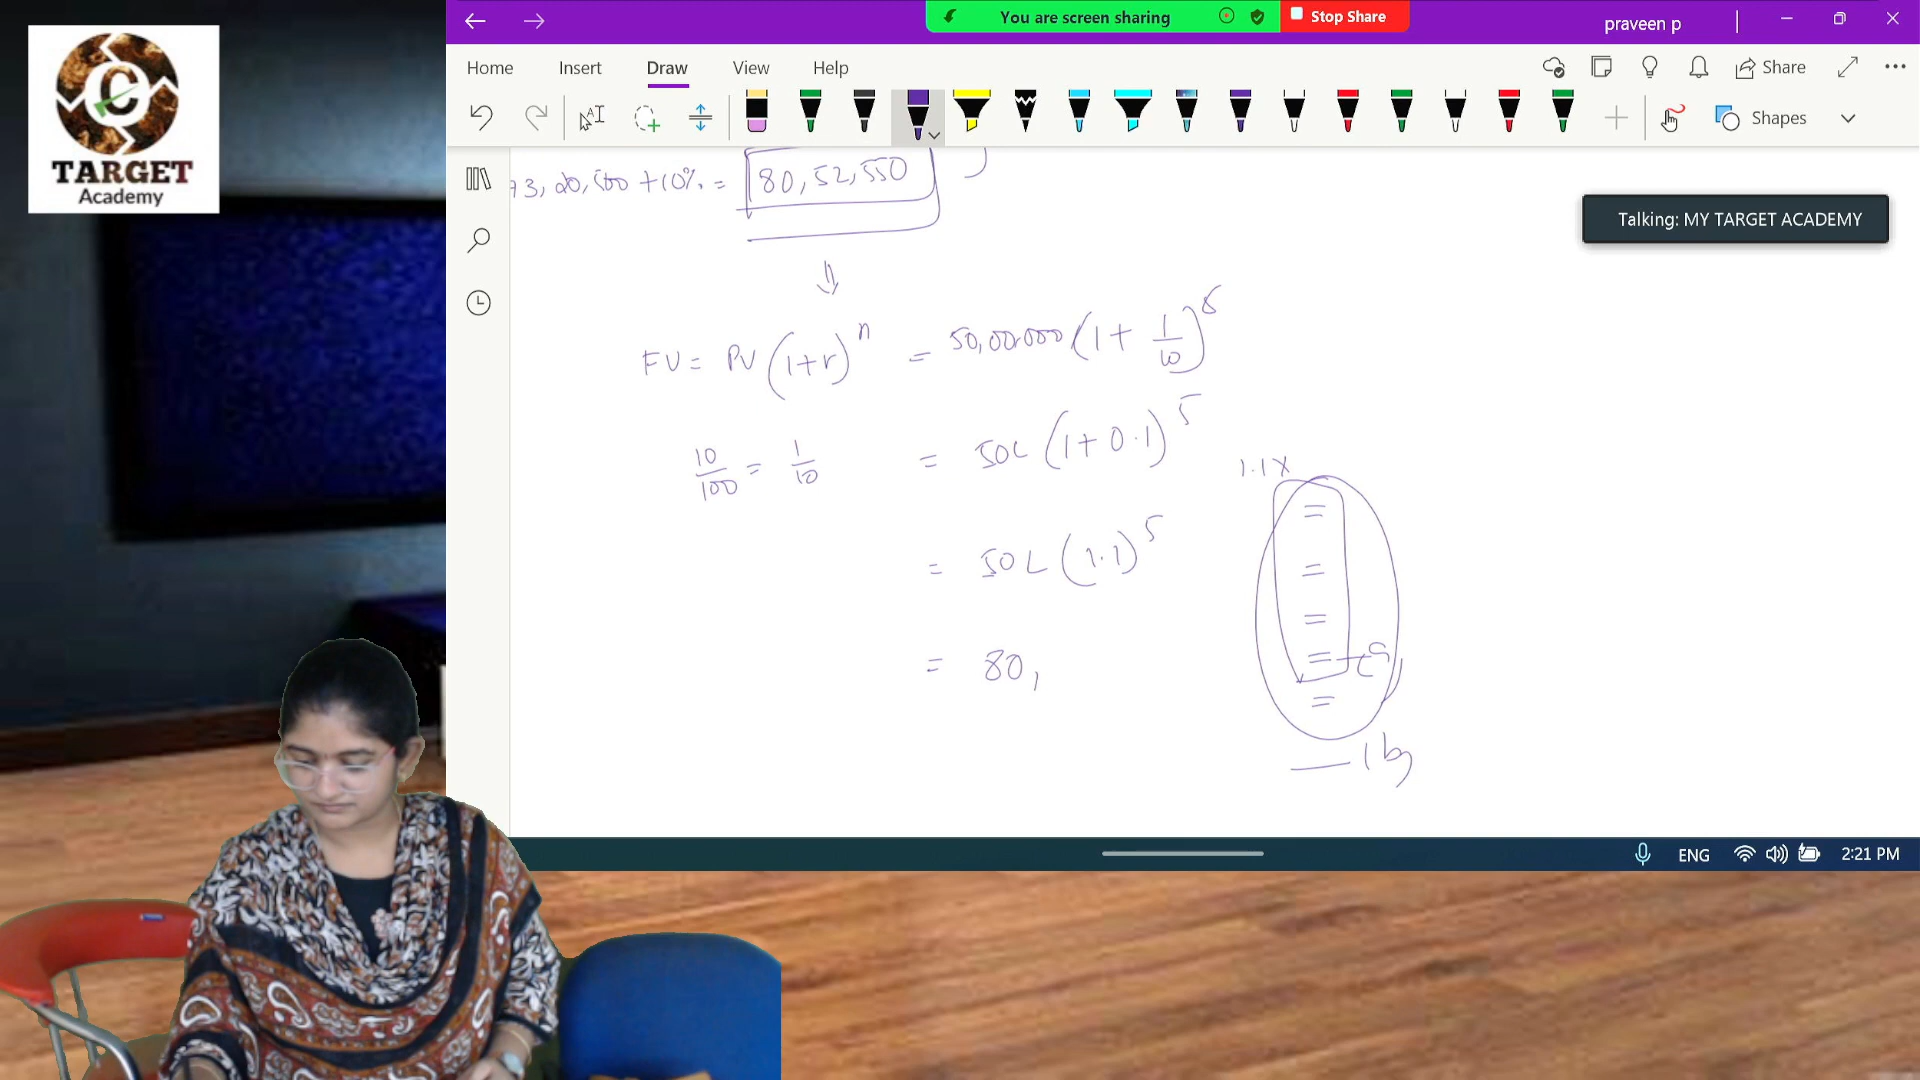 You are screen sharing
Stop Share
praveen p
Home Insert Draw View Help
Share
Shapes
TARGET
Academy
Talking: MY TARGET ACADEMY
73,20,500 + 10% = 80,52,550
FV = PV (1+r)^n = 50,00,000 (1 + 1/10)^5
10/100 = 1/10
= 50L (1+0.1)^5
1.1 X
=
=
=
=
=
= 50L (1.1)^5
= 80,
ENG
2:21 PM